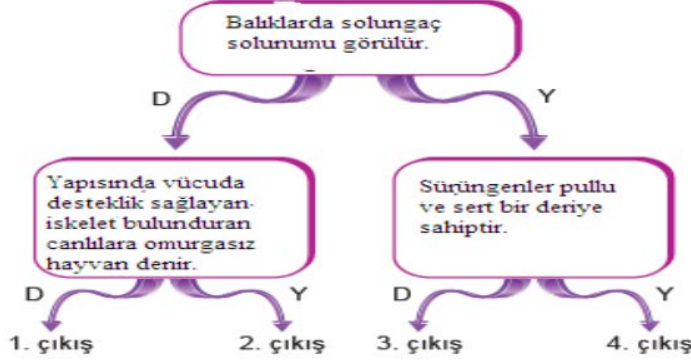 Balıklarda solungaç
solunumu görülür.
D
Y
Yapısında vücuda
desteklik sağlayan
iskelet bulunduran
canlılara omurgasız
hayvan denir.
Sürüngenler pullu
ve sert bir deriye
sahiptir.
D
Y
D
Y
1. çıkış
2. çıkış
3. çıkış
4. çıkış